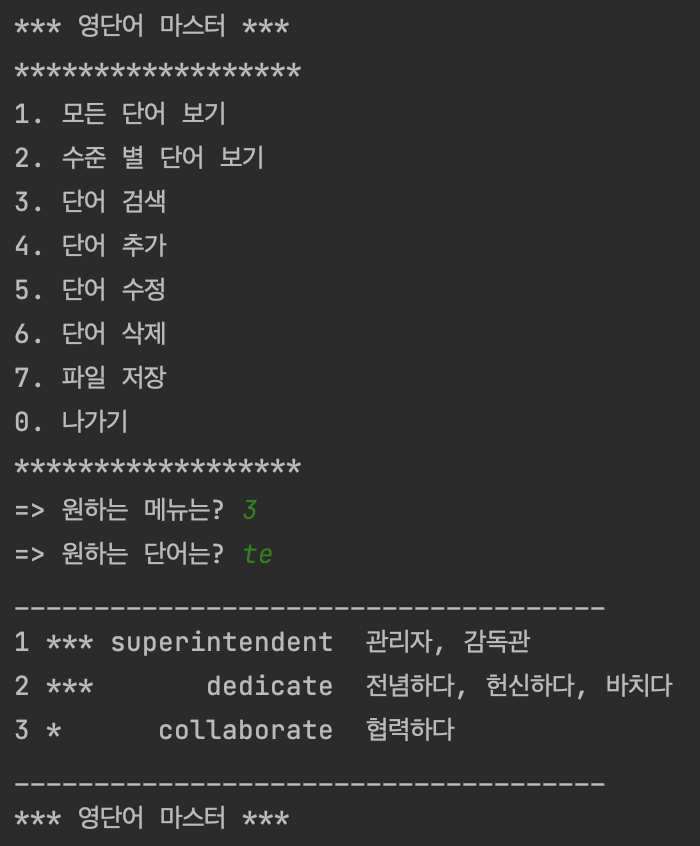 *** 영단어 마스터 ***
******************
1. 모든 단어 보기
2. 수준 별 단어 보기
3. 단어 검색
4. 단어 추가
5. 단어 수정
6. 단어 삭제
7. 파일 저장
0. 나가기
******************
=> 원하는 메뉴는? 3
=> 원하는 단어는? te
-------------------------------------
1 *** superintendent  관리자, 감독관
2 ***       dedicate  전념하다, 헌신하다, 바치다
3 *      collaborate  협력하다
-------------------------------------
*** 영단어 마스터 ***